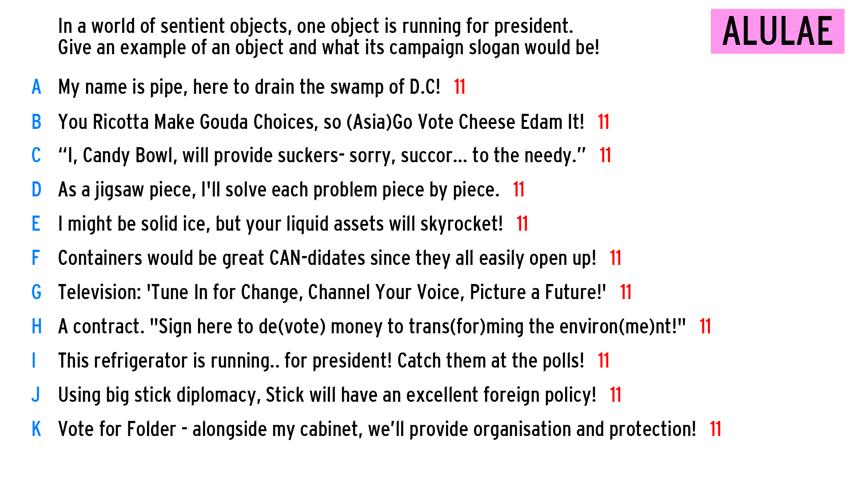 In a world of sentient objects, one object is running for president.
Give an example of an object and what its campaign slogan would be!
ALULAE
A My name is pipe, here to drain the swamp of D.C! 11
B You Ricotta Make Gouda Choices, so (Asia)Go Vote Cheese Edam It! 11
C “I, Candy Bowl, will provide suckers- sorry, succor... to the needy.” 11
D As a jigsaw piece, I'll solve each problem piece by piece. 11
E I might be solid ice, but your liquid assets will skyrocket! 11
F Containers would be great CAN-didates since they all easily open up! 11
G Television: 'Tune In for Change, Channel Your Voice, Picture a Future!' 11
H A contract. "Sign here to de(vote) money to trans(for)ming the environ(me)nt!" 11
I This refrigerator is running.. for president! Catch them at the polls! 11
J Using big stick diplomacy, Stick will have an excellent foreign policy! 11
K Vote for Folder - alongside my cabinet, we’ll provide organisation and protection! 11